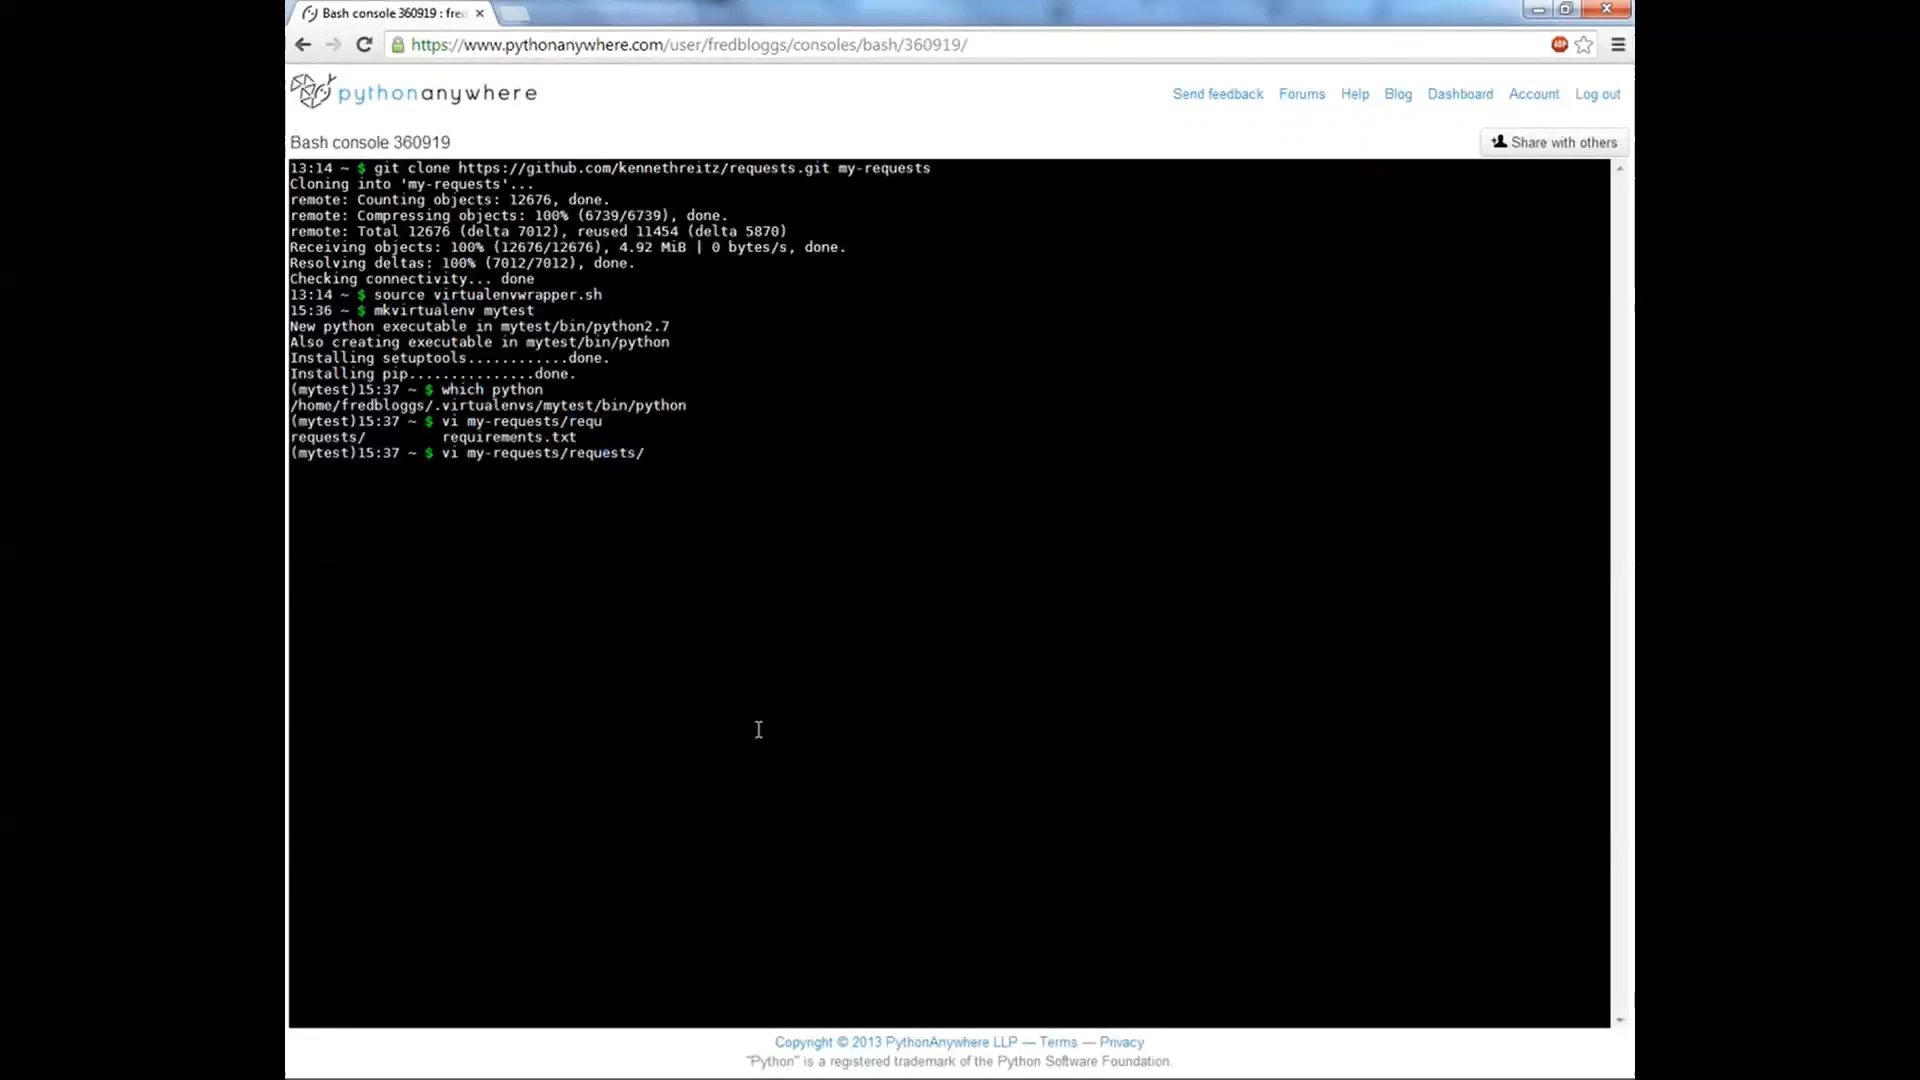 Bash console 360919 : fre
https://www.pythonanywhere.com/user/fredbloggs/consoles/bash/360919/
ABP
pythonanywhere
Send feedback Forums Help Blog Dashboard Account Log out
Bash console 360919
Share with others
13:14 ~ $ git clone https://github.com/kennethreitz/requests.git my-requests
Cloning into 'my-requests'...
remote: Counting objects: 12676, done.
remote: Compressing objects: 100% (6739/6739), done.
remote: Total 12676 (delta 7012), reused 11454 (delta 5870)
Receiving objects: 100% (12676/12676), 4.92 MiB | 0 bytes/s, done.
Resolving deltas: 100% (7012/7012), done.
Checking connectivity... done
13:14 ~ $ source virtualenvwrapper.sh
15:36 ~ $ mkvirtualenv mytest
New python executable in mytest/bin/python2.7
Also creating executable in mytest/bin/python
Installing setuptools............done.
Installing pip...............done.
(mytest)15:37 ~ $ which python
/home/fredbloggs/.virtualenvs/mytest/bin/python
(mytest)15:37 ~ $ vi my-requests/requ
requests/ requirements.txt
(mytest)15:37 ~ $ vi my-requests/requests/
Copyright © 2013 PythonAnywhere LLP — Terms — Privacy
"Python" is a registered trademark of the Python Software Foundation.